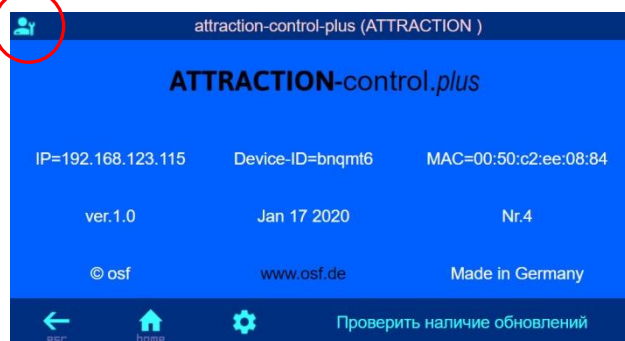 attraction-control-plus (ATTRACTION )
ATTRACTION-control.plus
IP=192.168.123.115 Device-ID=bnqmt6 MAC=00:50:c2:ee:08:84
ver.1.0 Jan 17 2020 Nr.4
© osf www.osf.de Made in Germany
Проверить наличие обновлений
esc home